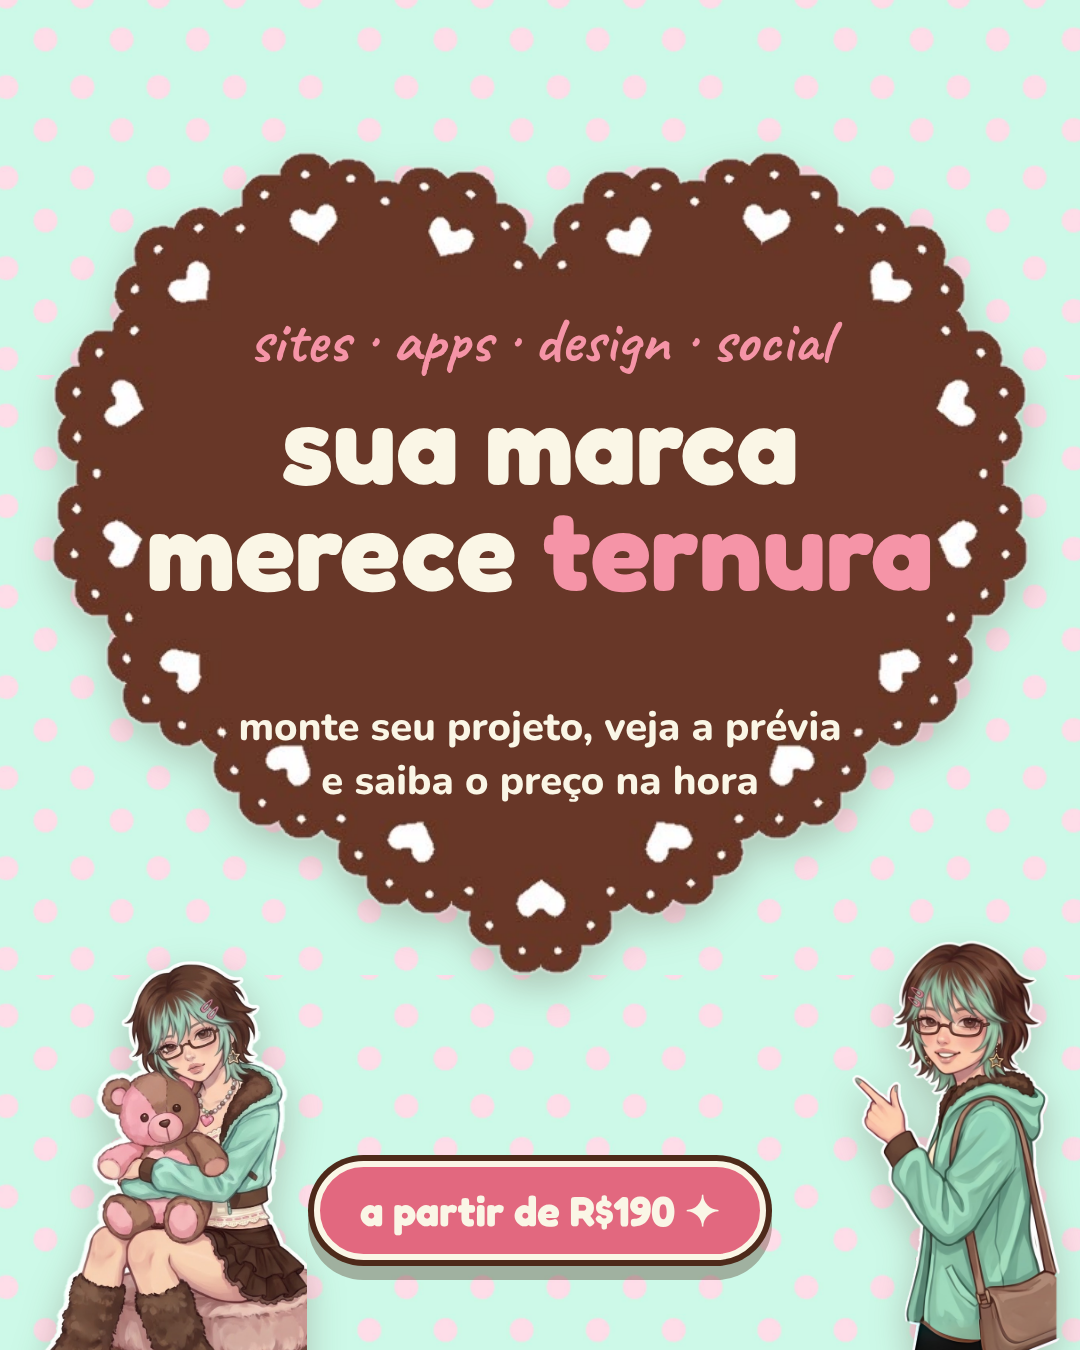 sites · apps · design · social
sua marca
merece ternura
monte seu projeto, veja a prévia
e saiba o preço na hora
a partir de R$190 ✦